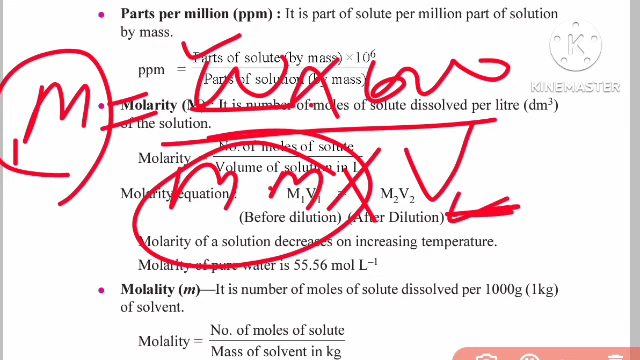 • Parts per million (ppm) : It is part of solute per million part of solution
by mass.
ppm = Parts of solute (by mass) × 10⁶
Parts of solution (by mass)
KINEMASTER
• Molarity (M) : It is number of moles of solute dissolved per litre (dm³)
of the solution.
M =
Molarity = No. of moles of solute
Volume of solution in L
m m × V
Molarity equation: M₁V₁ = M₂V₂
(Before dilution) (After Dilution)
Molarity of a solution decreases on increasing temperature.
Molarity of pure water is 55.56 mol L⁻¹
• Molality (m)—It is number of moles of solute dissolved per 1000g (1kg)
of solvent.
Molality = No. of moles of solute
Mass of solvent in kg